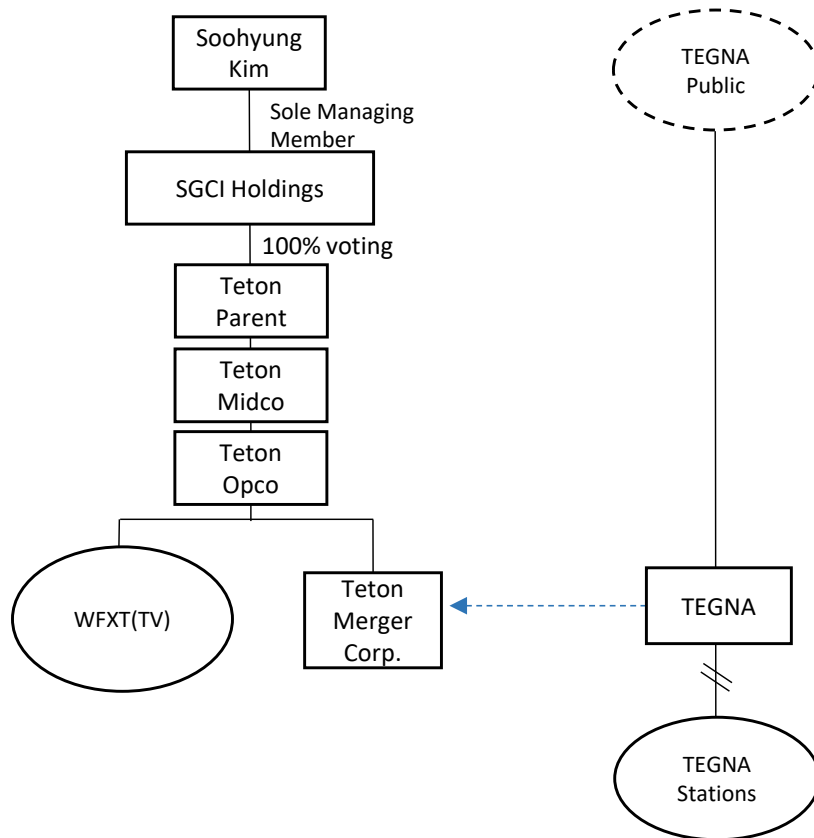 Soohyung
Kim
Sole Managing
Member
SGCI Holdings
100% voting
Teton
Parent
Teton
Midco
Teton
Opco
WFXT(TV)
Teton
Merger
Corp.
TEGNA
Public
TEGNA
TEGNA
Stations